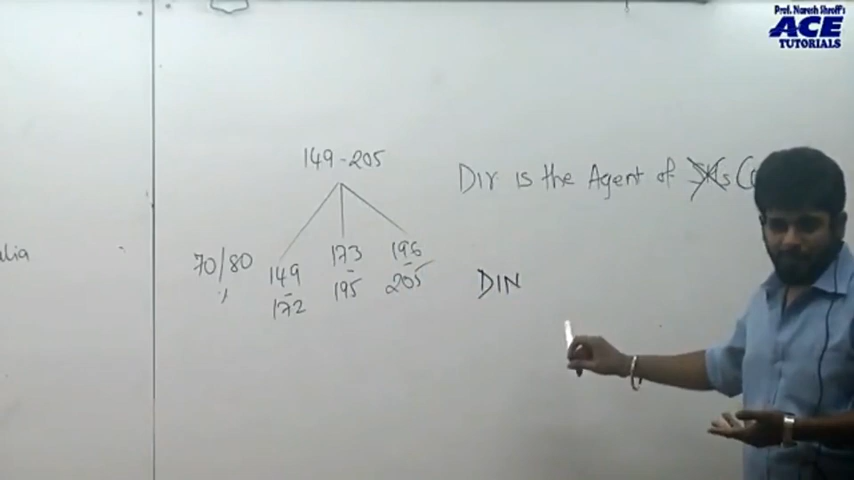 Prof. Naresh Shroff's
ACE
TUTORIALS
149-205
Dir is the Agent of
70/80
%
149
-
172
173
-
195
196
-
205
DIN